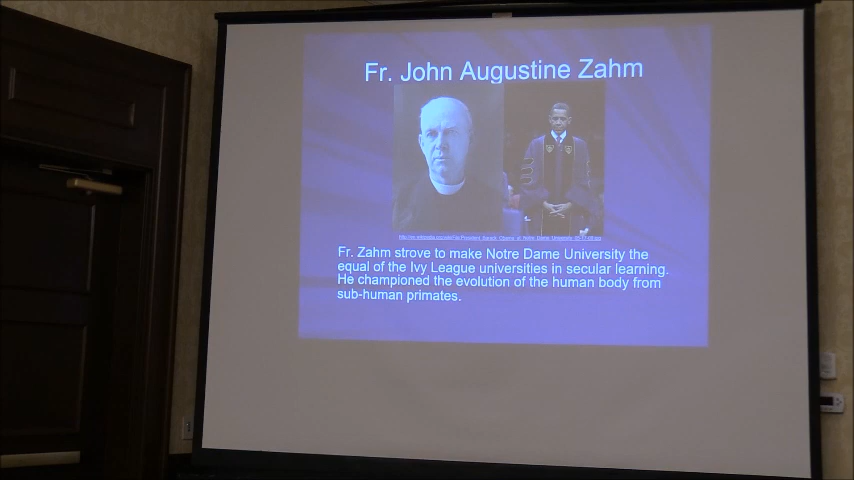 Fr. John Augustine Zahm
Fr. Zahm strove to make Notre Dame University the
equal of the Ivy League universities in secular learning.
He championed the evolution of the human body from
sub-human primates.